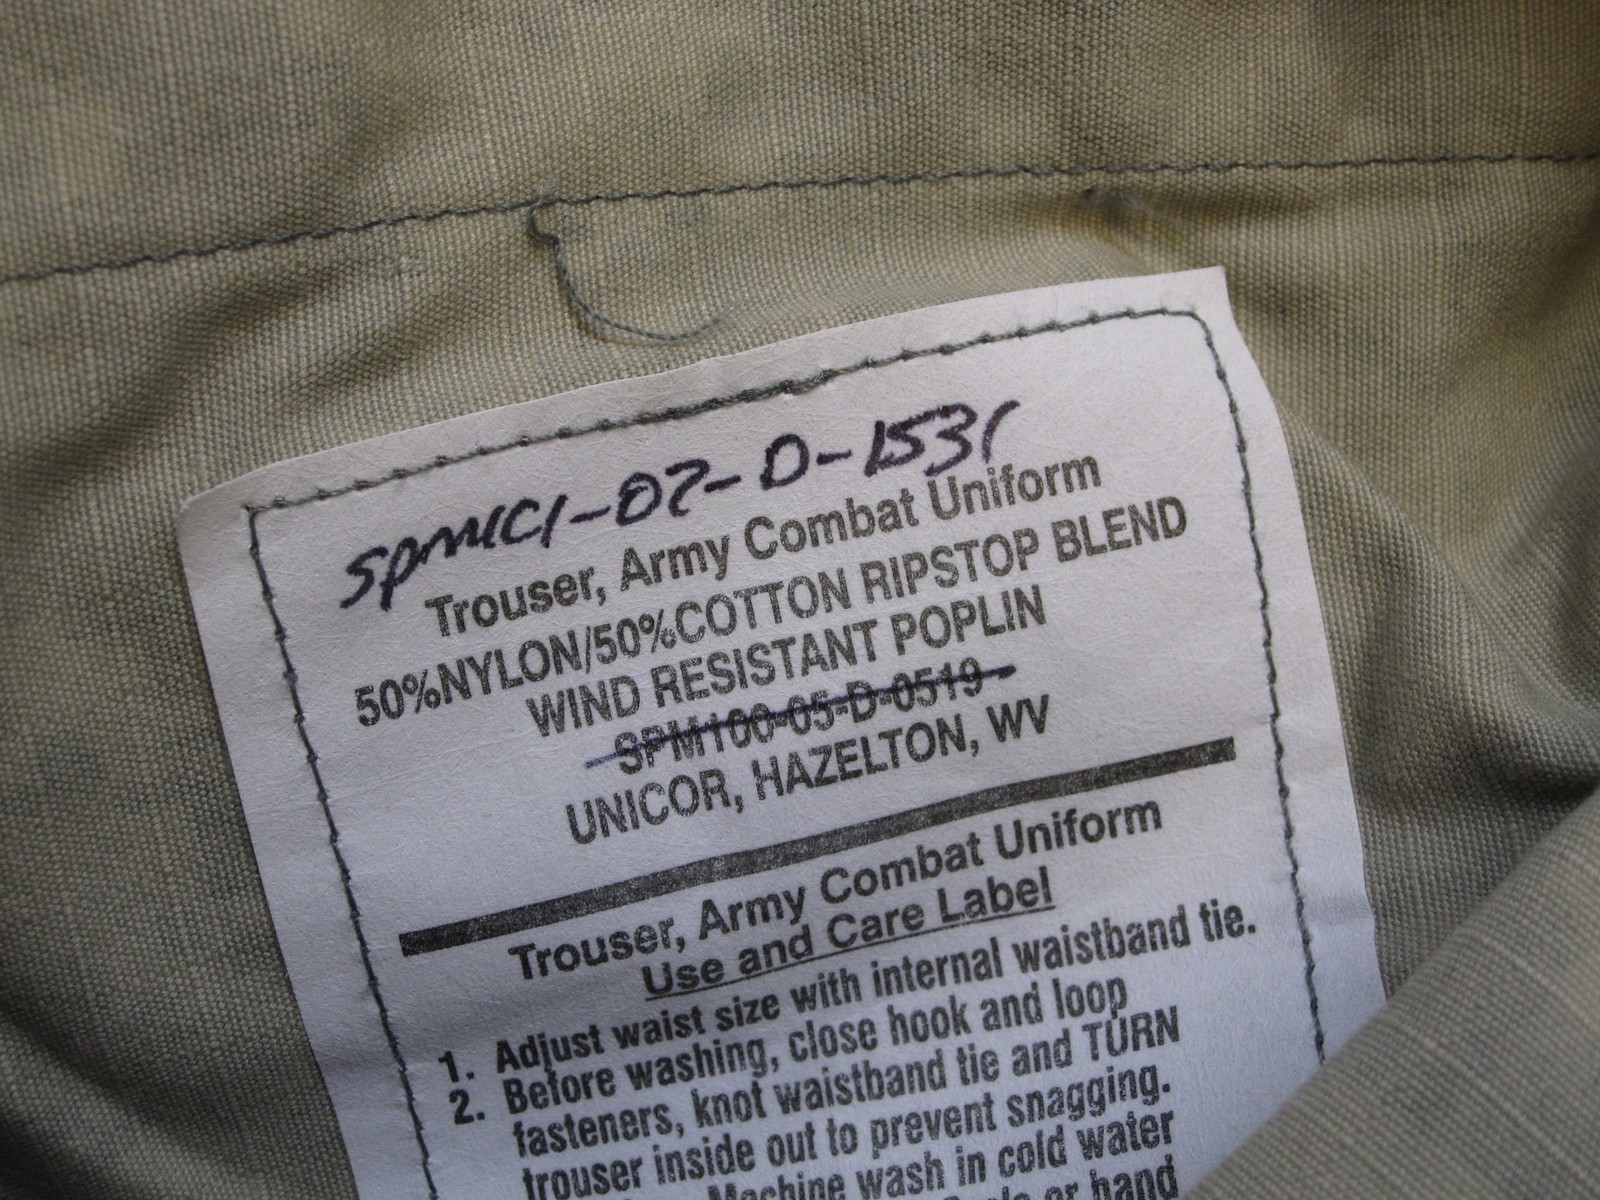 SPM1C1-07-D-1531
Trouser, Army Combat Uniform
50%NYLON/50%COTTON RIPSTOP BLEND
WIND RESISTANT POPLIN
SPM100-05-D-0519
UNICOR, HAZELTON, WV
Trouser, Army Combat Uniform
Use and Care Label
1. Adjust waist size with internal waistband tie.
2. Before washing, close hook and loop
fasteners, knot waistband tie and TURN
trouser inside out to prevent snagging.
Machine wash in cold water
or hand